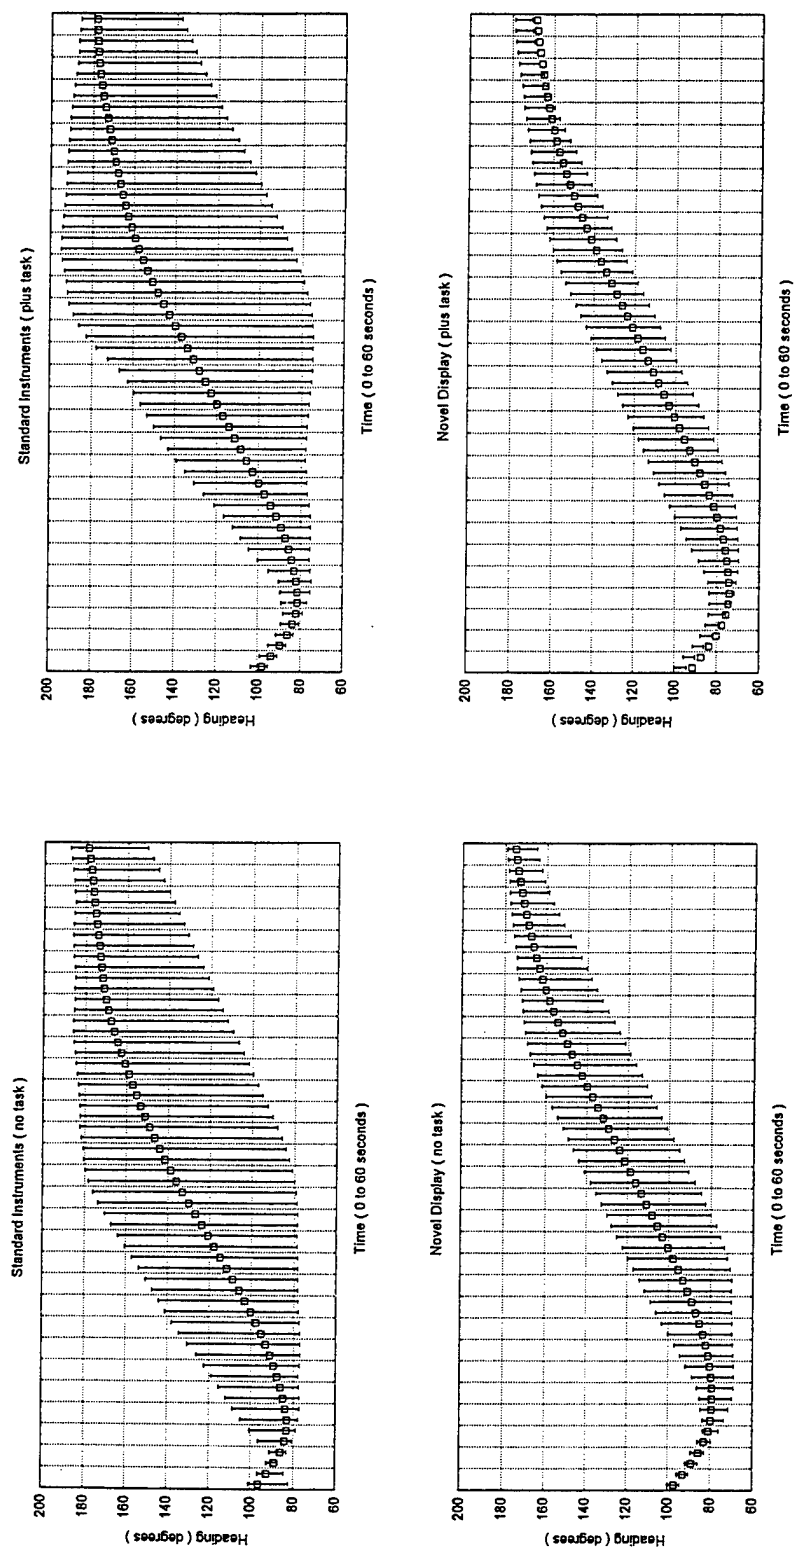 Standard Instruments ( no task )
200
180
160
140
120
100
80
60
Heading ( degrees )
Time ( 0 to 60 seconds )
Standard Instruments ( plus task )
200
180
160
140
120
100
80
60
Heading ( degrees )
Time ( 0 to 60 seconds )
Novel Display ( no task )
200
180
160
140
120
100
80
60
Heading ( degrees )
Time ( 0 to 60 seconds )
Novel Display ( plus task )
200
180
160
140
120
100
80
60
Heading ( degrees )
Time ( 0 to 60 seconds )